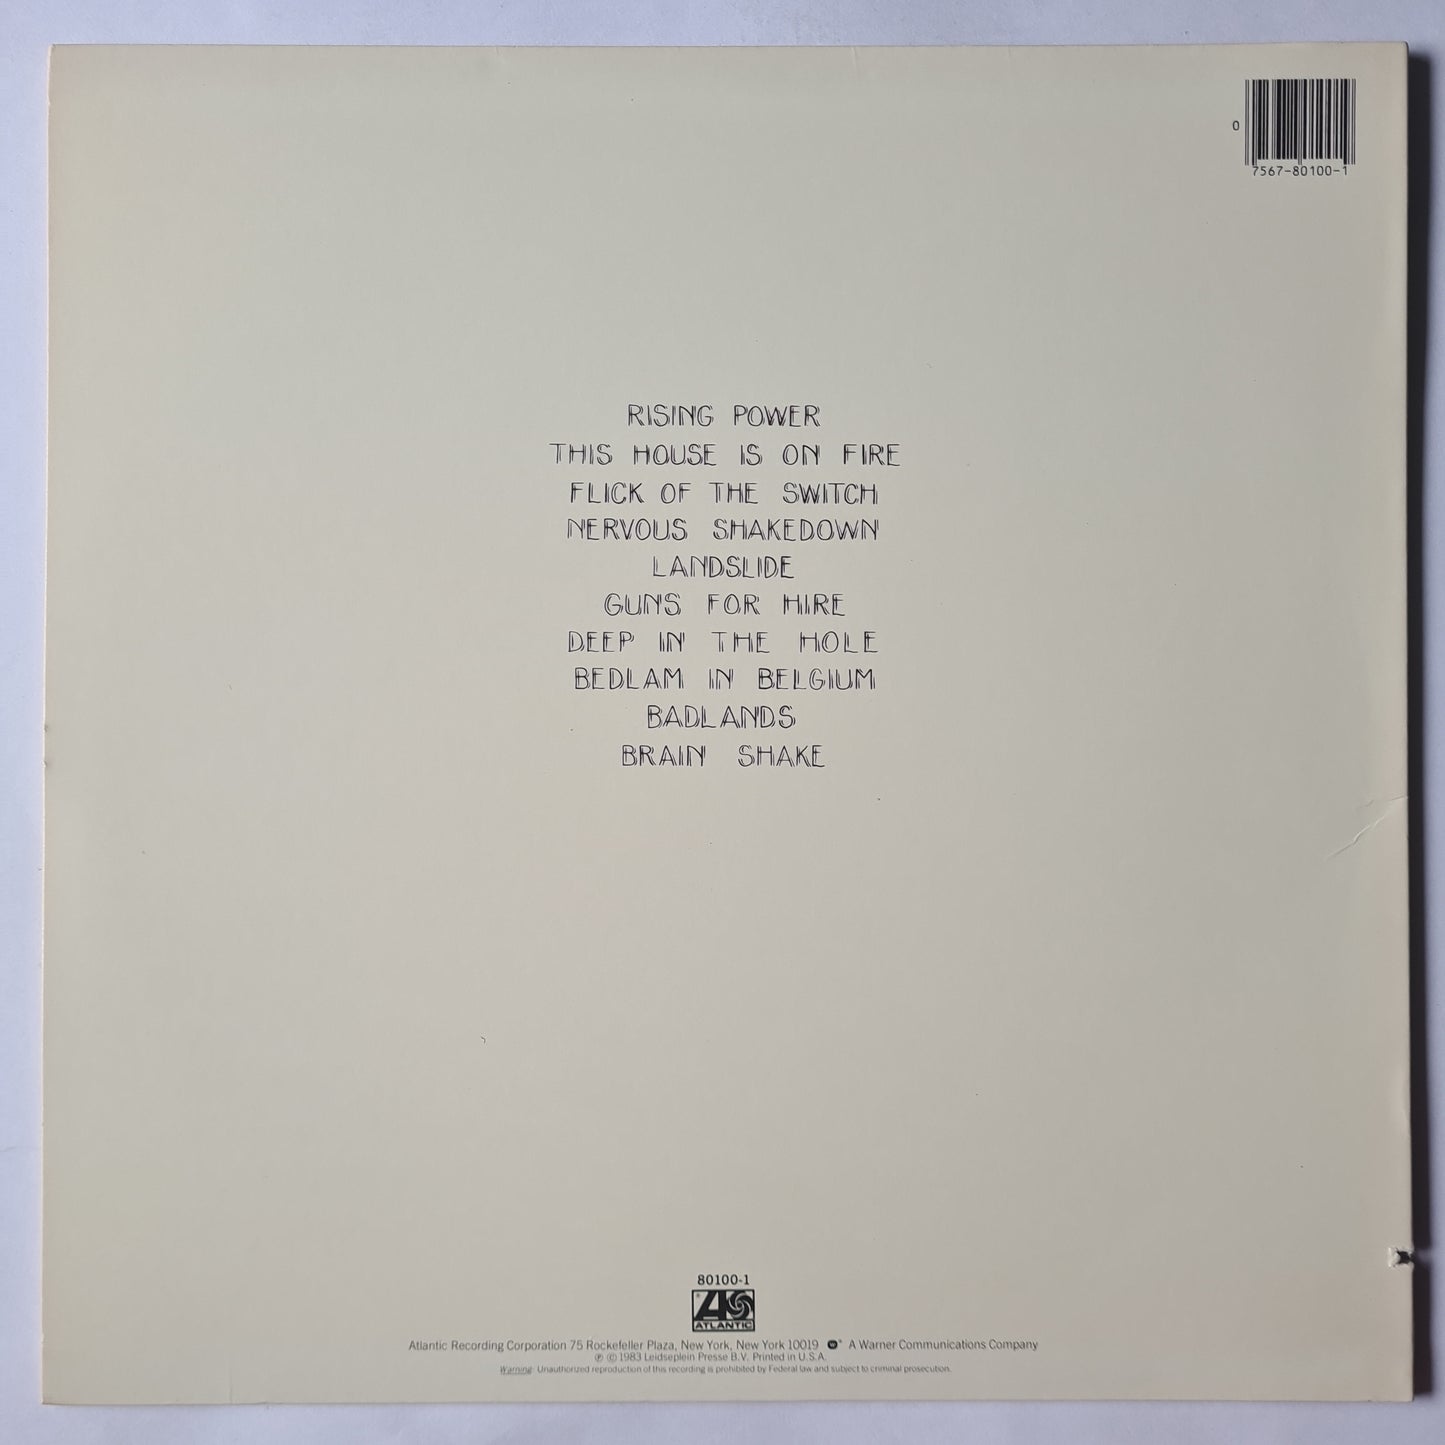 0
7567-80100-1
RISING POWER
THIS HOUSE IS ON FIRE
FLICK OF THE SWITCH
NERVOUS SHAKEDOWN
LANDSLIDE
GUNS FOR HIRE
DEEP IN THE HOLE
BEDLAM IN BELGIUM
BADLANDS
BRAIN SHAKE
80100-1
ATLANTIC
Atlantic Recording Corporation 75 Rockefeller Plaza, New York, New York 10019 A Warner Communications Company
℗ © 1983 Leidseplein Presse B.V. Printed in U.S.A.
Warning: Unauthorized reproduction of this recording is prohibited by Federal law and subject to criminal prosecution.